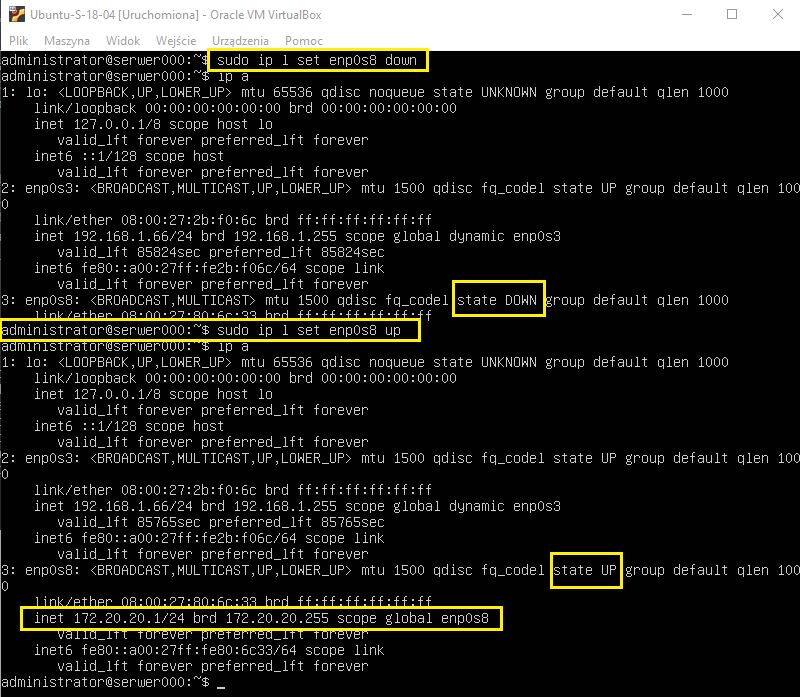 Ubuntu-S-18-04 [Uruchomiona] - Oracle VM VirtualBox
Plik Maszyna Widok Wejście Urządzenia Pomoc
administrator@serwer000:~$ sudo ip l set enp0s8 down
administrator@serwer000:~$ ip a
1: lo: <LOOPBACK,UP,LOWER_UP> mtu 65536 qdisc noqueue state UNKNOWN group default qlen 1000
link/loopback 00:00:00:00:00:00 brd 00:00:00:00:00:00
inet 127.0.0.1/8 scope host lo
valid_lft forever preferred_lft forever
inet6 ::1/128 scope host
valid_lft forever preferred_lft forever
2: enp0s3: <BROADCAST,MULTICAST,UP,LOWER_UP> mtu 1500 qdisc fq_codel state UP group default qlen 100
0
link/ether 08:00:27:2b:f0:6c brd ff:ff:ff:ff:ff:ff
inet 192.168.1.66/24 brd 192.168.1.255 scope global dynamic enp0s3
valid_lft 85824sec preferred_lft 85824sec
inet6 fe80::a00:27ff:fe2b:f06c/64 scope link
valid_lft forever preferred_lft forever
3: enp0s8: <BROADCAST,MULTICAST> mtu 1500 qdisc fq_codel state DOWN group default qlen 1000
link/ether 08:00:27:80:6c:33 brd ff:ff:ff:ff:ff:ff
administrator@serwer000:~$ sudo ip l set enp0s8 up
administrator@serwer000:~$ ip a
1: lo: <LOOPBACK,UP,LOWER_UP> mtu 65536 qdisc noqueue state UNKNOWN group default qlen 1000
link/loopback 00:00:00:00:00:00 brd 00:00:00:00:00:00
inet 127.0.0.1/8 scope host lo
valid_lft forever preferred_lft forever
inet6 ::1/128 scope host
valid_lft forever preferred_lft forever
2: enp0s3: <BROADCAST,MULTICAST,UP,LOWER_UP> mtu 1500 qdisc fq_codel state UP group default qlen 100
0
link/ether 08:00:27:2b:f0:6c brd ff:ff:ff:ff:ff:ff
inet 192.168.1.66/24 brd 192.168.1.255 scope global dynamic enp0s3
valid_lft 85765sec preferred_lft 85765sec
inet6 fe80::a00:27ff:fe2b:f06c/64 scope link
valid_lft forever preferred_lft forever
3: enp0s8: <BROADCAST,MULTICAST,UP,LOWER_UP> mtu 1500 qdisc fq_codel state UP group default qlen 100
0
link/ether 08:00:27:80:6c:33 brd ff:ff:ff:ff:ff:ff
inet 172.20.20.1/24 brd 172.20.20.255 scope global enp0s8
valid_lft forever preferred_lft forever
inet6 fe80::a00:27ff:fe80:6c33/64 scope link
valid_lft forever preferred_lft forever
administrator@serwer000:~$ _